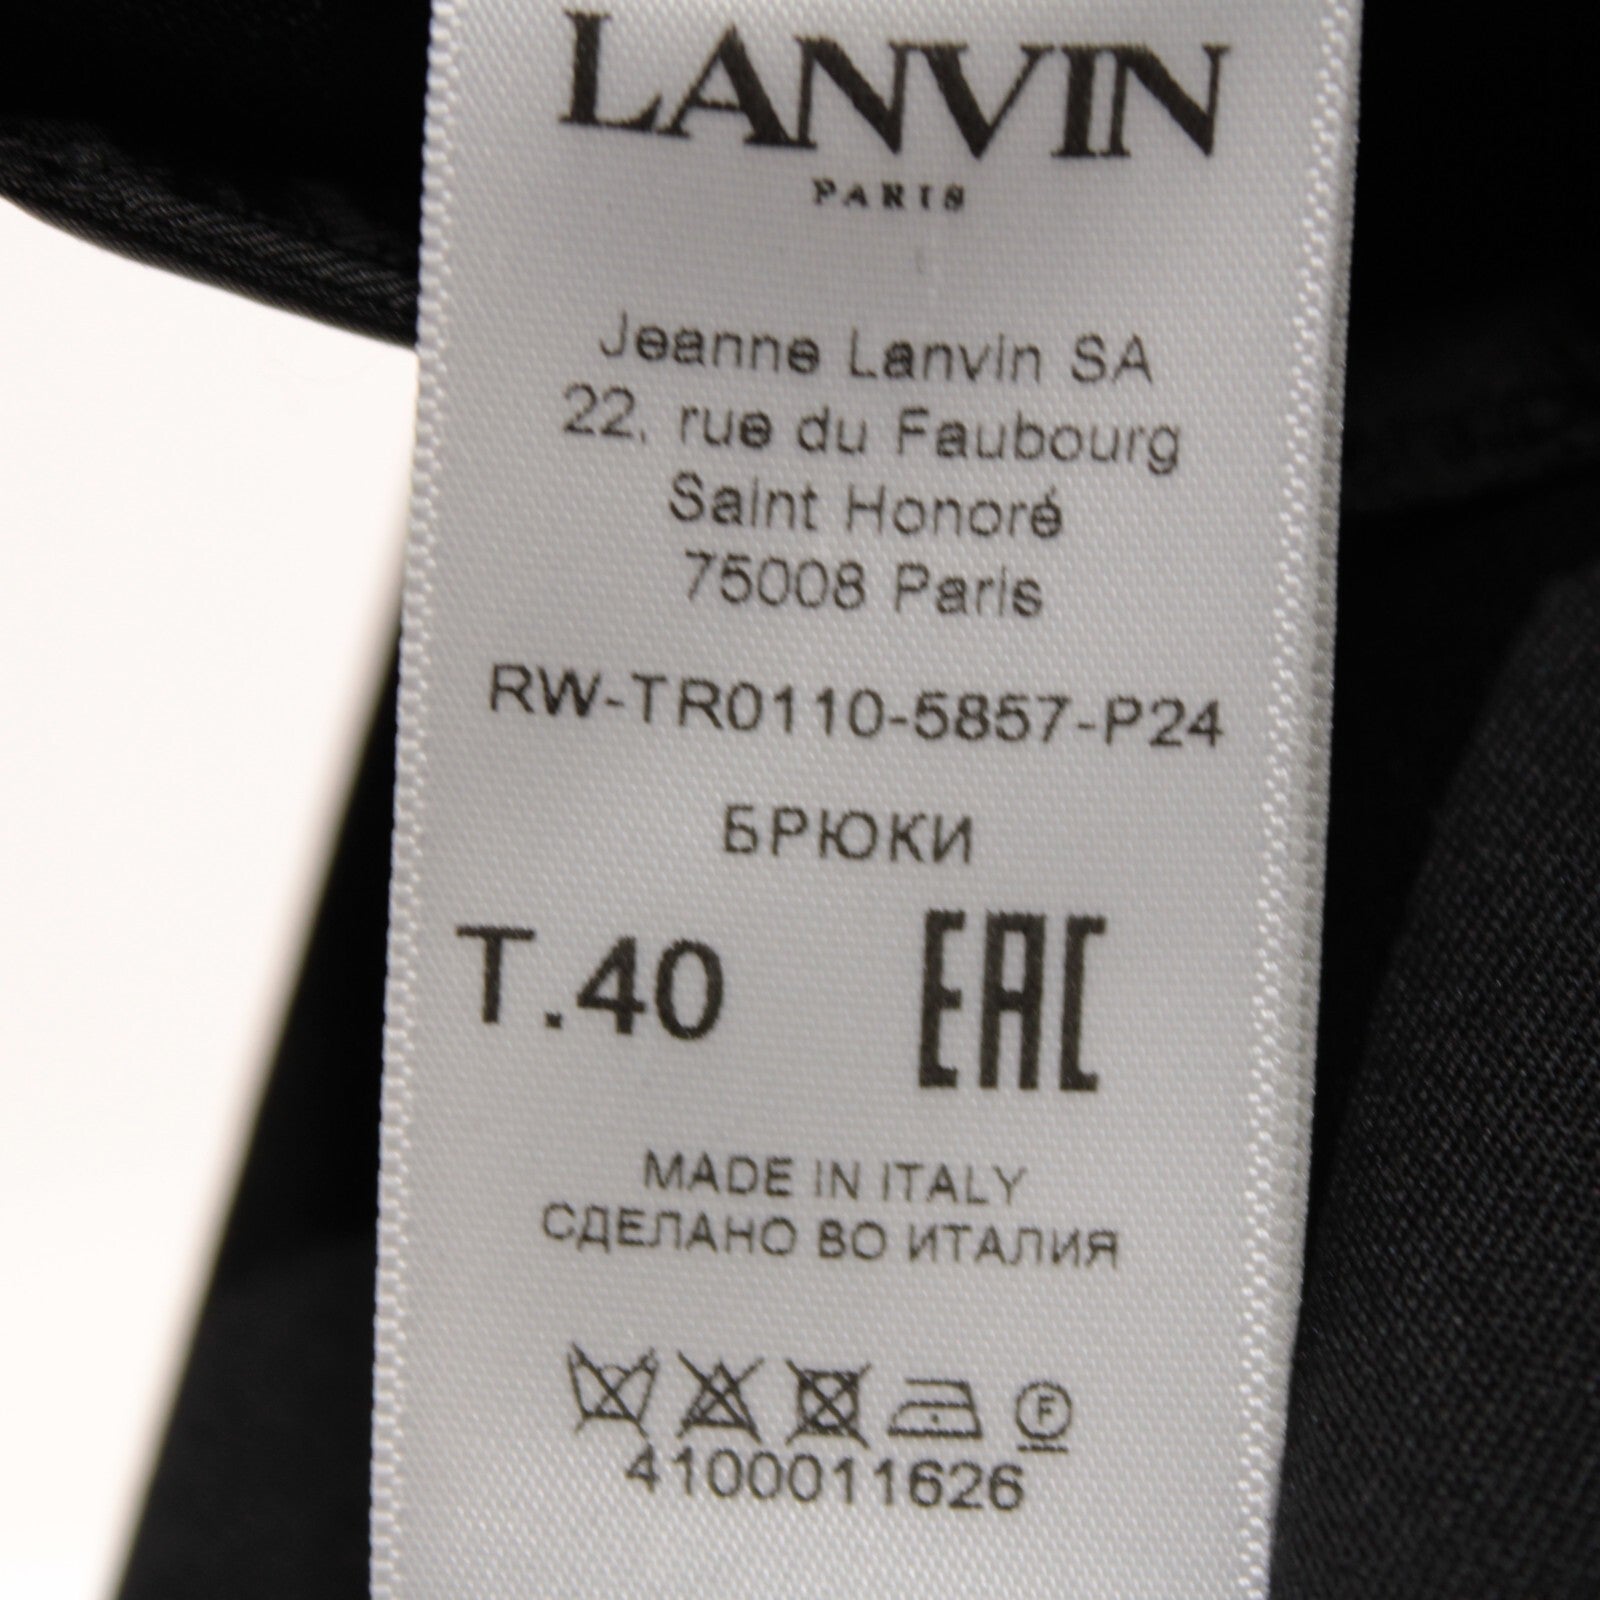 LANVIN
PARIS
Jeanne Lanvin SA
22, rue du Faubourg
Saint Honoré
75008 Paris
RW-TR0110-5857-P24
БРЮКИ
T.40 EAC
MADE IN ITALY
СДЕЛАНО ВО ИТАЛИЯ
F
4100011626